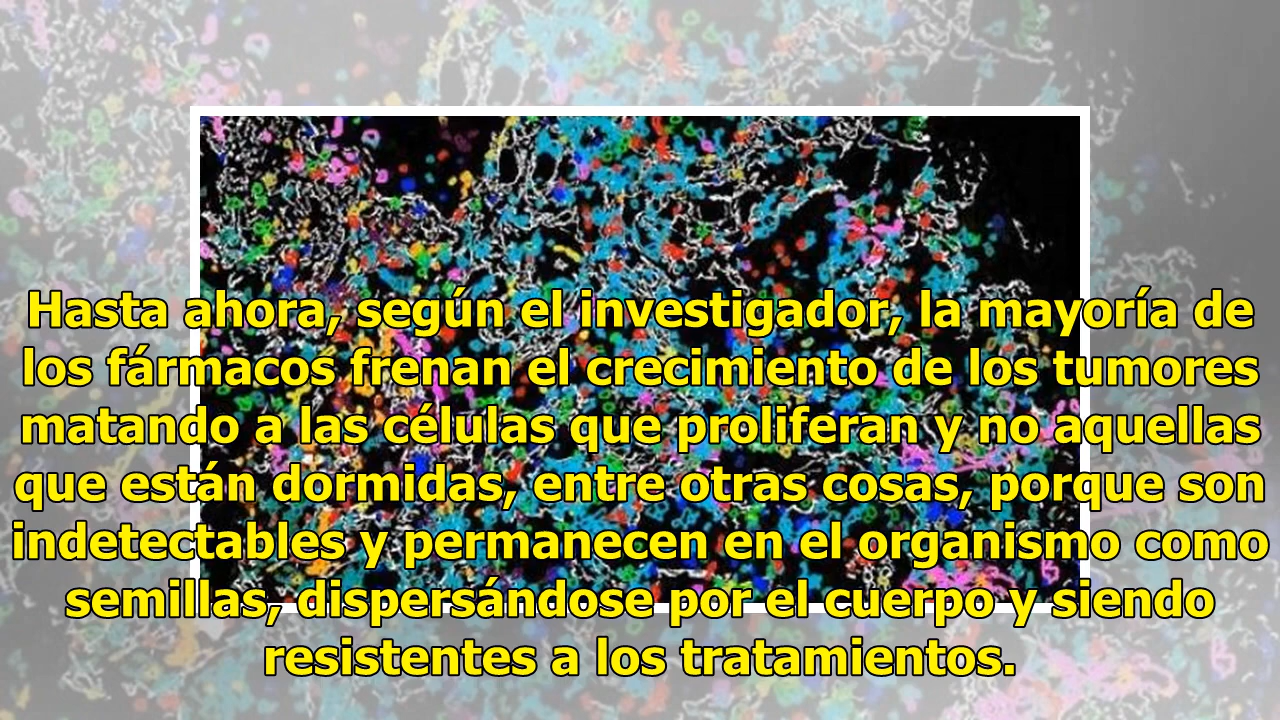 Hasta ahora, según el investigador, la mayoría de
los fármacos frenan el crecimiento de los tumores
matando a las células que proliferan y no aquellas
que están dormidas, entre otras cosas, porque son
indetectables y permanecen en el organismo como
semillas, dispersándose por el cuerpo y siendo
resistentes a los tratamientos.